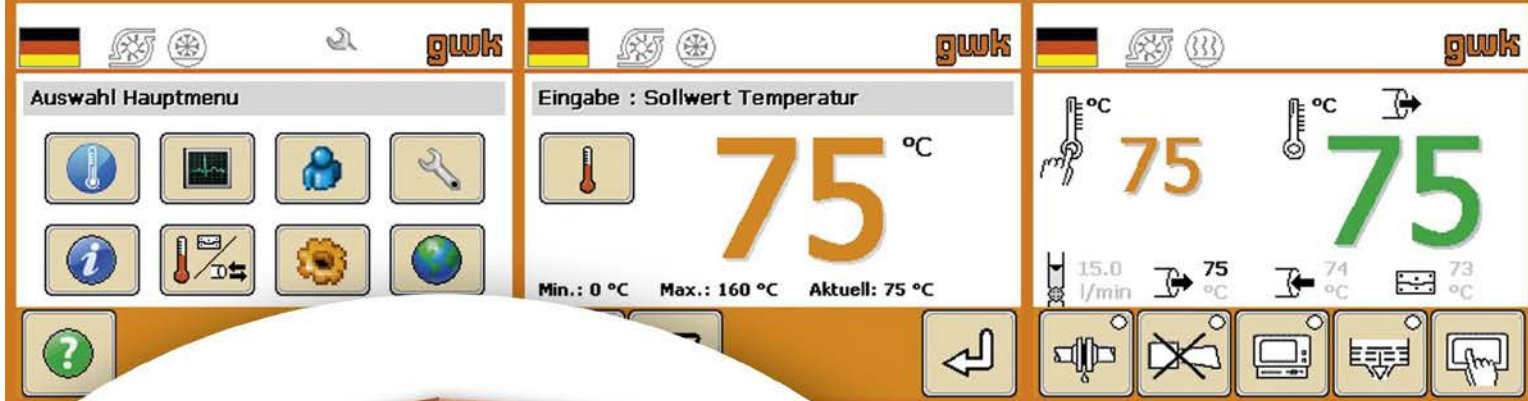 gwk
Auswahl Hauptmenu
gwk
Eingabe : Sollwert Temperatur
75 °C
Min.: 0 °C Max.: 160 °C Aktuell: 75 °C
gwk
°C °C
75 75
15.0 75 74 73
l/min °C °C °C